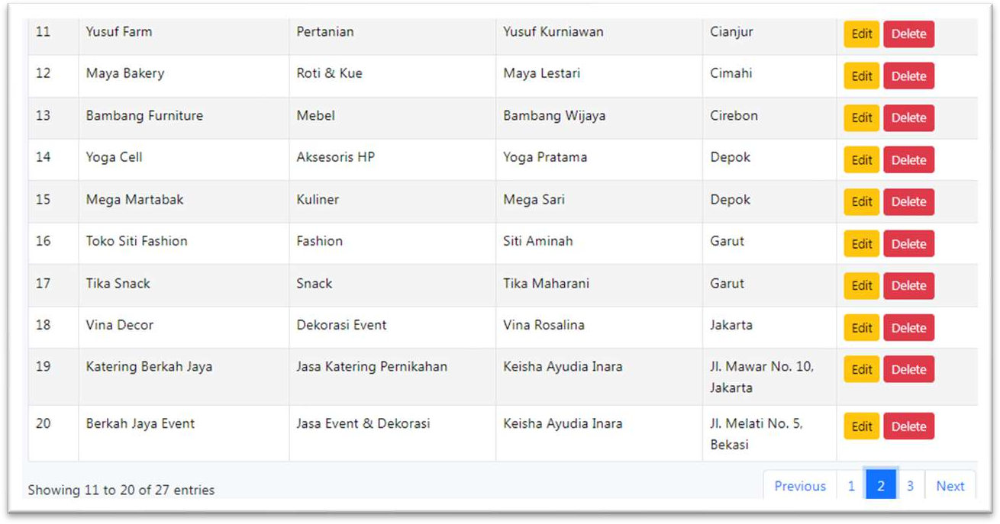 11 Yusuf Farm Pertanian Yusuf Kurniawan Cianjur Edit Delete
12 Maya Bakery Roti & Kue Maya Lestari Cimahi Edit Delete
13 Bambang Furniture Mebel Bambang Wijaya Cirebon Edit Delete
14 Yoga Cell Aksesoris HP Yoga Pratama Depok Edit Delete
15 Mega Martabak Kuliner Mega Sari Depok Edit Delete
16 Toko Siti Fashion Fashion Siti Aminah Garut Edit Delete
17 Tika Snack Snack Tika Maharani Garut Edit Delete
18 Vina Decor Dekorasi Event Vina Rosalina Jakarta Edit Delete
19 Katering Berkah Jaya Jasa Katering Pernikahan Keisha Ayudia Inara Jl. Mawar No. 10, Edit Delete
Jakarta
20 Berkah Jaya Event Jasa Event & Dekorasi Keisha Ayudia Inara Jl. Melati No. 5, Edit Delete
Bekasi
Showing 11 to 20 of 27 entries Previous 1 2 3 Next